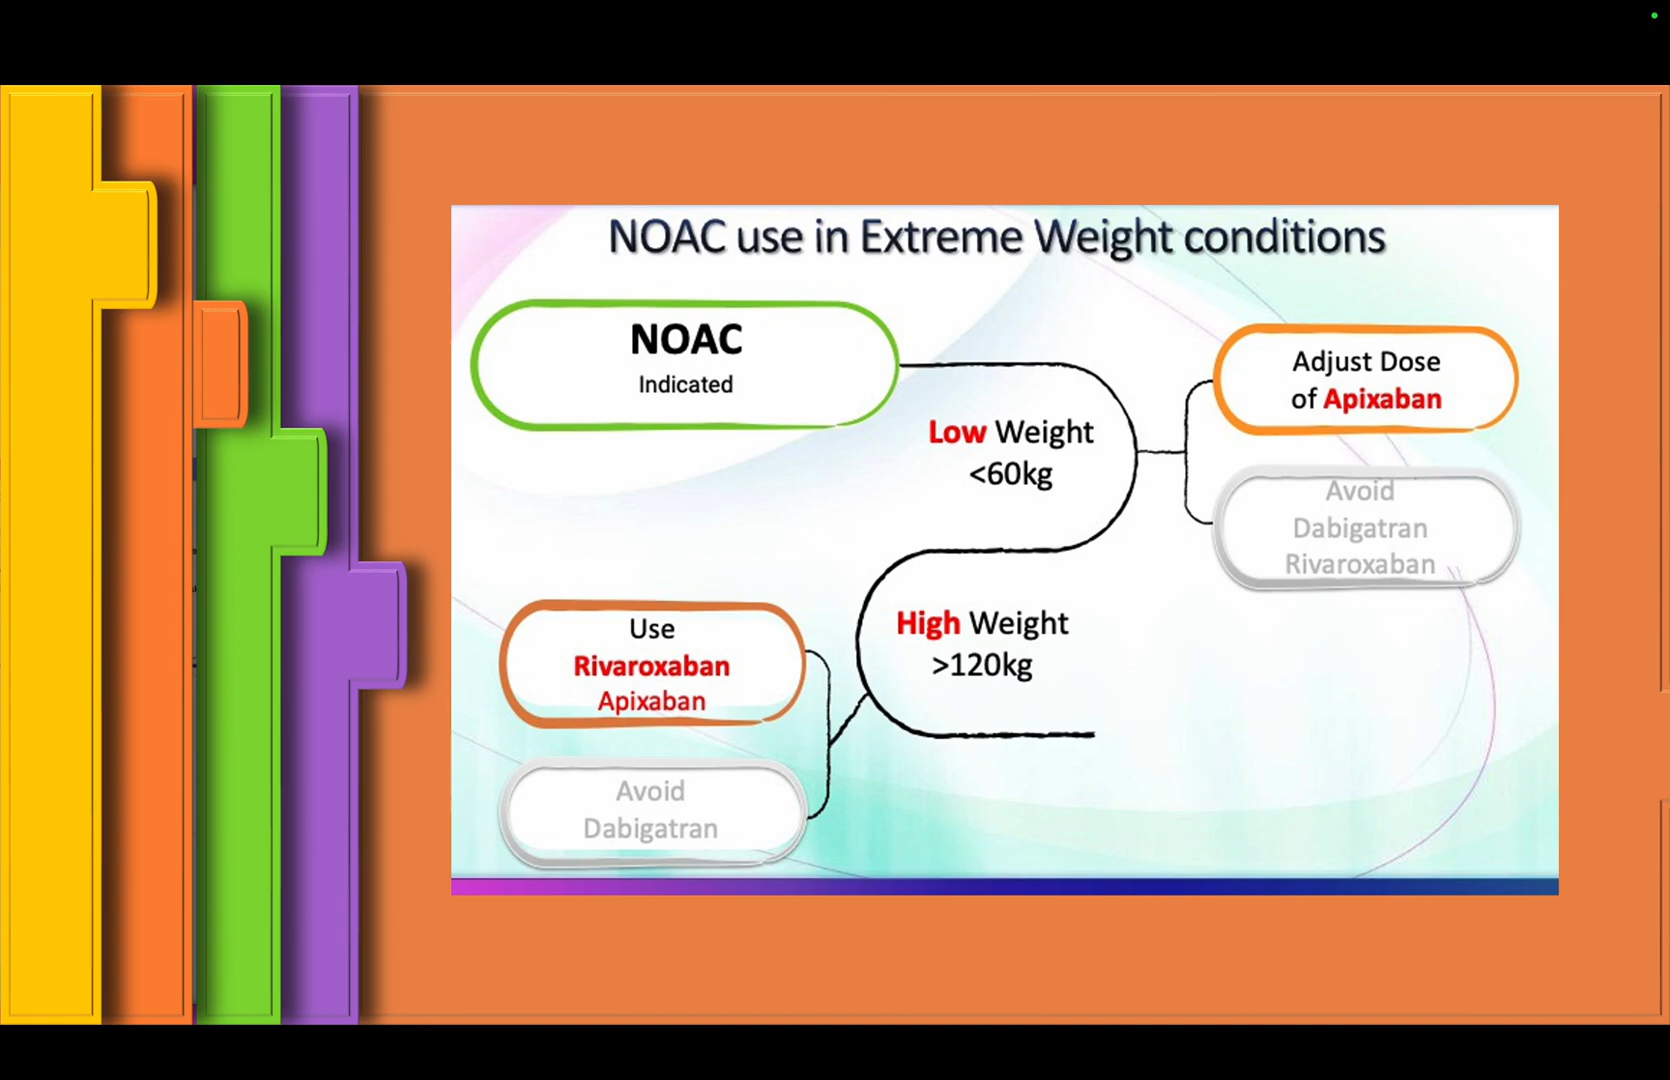 NOAC use in Extreme Weight conditions
NOAC
Indicated
Low Weight
<60kg
Adjust Dose
of Apixaban
Avoid
Dabigatran
Rivaroxaban
High Weight
>120kg
Use
Rivaroxaban
Apixaban
Avoid
Dabigatran